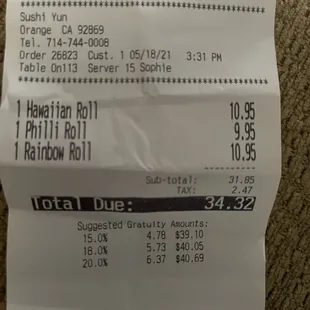 Sushi Yun
Orange CA 92869
Tel. 714-744-0008
Order 26823 Cust. 1 05/18/21 3:31 PM
Table On113 Server 15 Sophie
1 Hawaiian Roll 10.95
1 Philli Roll 9.95
1 Rainbow Roll 10.95
Sub-total: 31.85
TAX: 2.47
Total Due: 34.32
Suggested Gratuity Amounts:
15.0% 4.78 $39.10
18.0% 5.73 $40.05
20.0% 6.37 $40.69